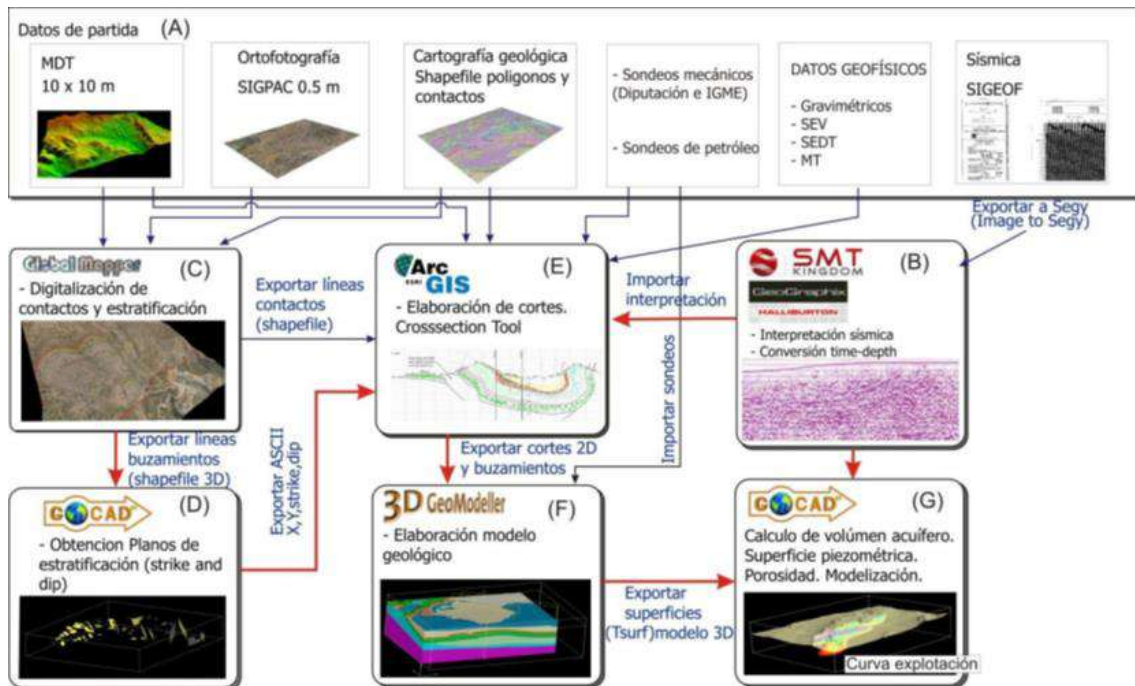 Datos de partida
(A)
MDT
10 x 10 m
Ortofotografía
SIGPAC 0.5 m
Cartografía geológica
Shapefile poligonos y
contactos
- Sondeos mecánicos
(Diputación e IGME)
- Sondeos de petróleo
DATOS GEOFÍSICOS
- Gravimétricos
- SEV
- SEDT
- MT
Sísmica
SIGEOF
Exportar a Segy
(Image to Segy)
Global Mapper
(C)
- Digitalización de
contactos y estratificación
Exportar líneas
contactos
(shapefile)
Arc
ESRI
GIS
(E)
- Elaboración de cortes.
Crosssection Tool
Importar
interpretación
SMT
KINGDOM
(B)
GeoGraphix
HALLIBURTON
- Interpretación sísmica
- Conversión time-depth
Importar sondeos
Exportar líneas
buzamientos
(shapefile 3D)
Exportar ASCII
X,Y,strike,dip
Exportar cortes 2D
y buzamientos
GOCAD
(D)
- Obtencion Planos de
estratificación (strike and
dip)
3D GeoModeller
(F)
- Elaboración modelo
geológico
Exportar
superficies
(Tsurf)modelo 3D
GOCAD
(G)
Calculo de volúmen acuífero.
Superficie piezométrica.
Porosidad. Modelización.
Curva explotación